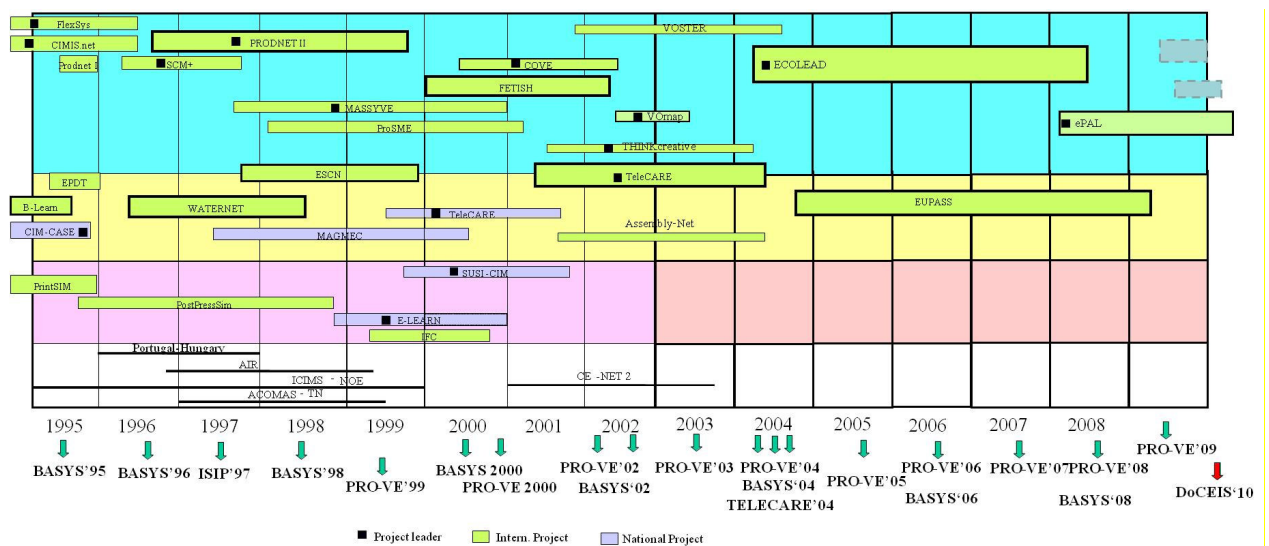 FlexSys
VOSTER
CIMIS.net
PRODNET II
Prodnet I
SCM+
COVE
ECOLEAD
FETISH
MASSYVE
VOmap
ePAL
ProSME
THINKcreative
ESCN
TeleCARE
EPDT
B-Learn
WATERNET
EUPASS
TeleCARE
CIM-CASE
MAGMEC
Assembly-Net
SUSI-CIM
PrintSIM
PostPressSim
E-LEARN
IFC
Portugal-Hungary
AIR
ICIMS - NOE
CE -NET 2
ACOMAS - TN
1995 1996 1997 1998 1999 2000 2001 2002 2003 2004 2005 2006 2007 2008
PRO-VE’09
BASYS’95 BASYS’96 ISIP’97 BASYS’98 BASYS 2000 PRO-VE’02 PRO-VE’03 PRO-VE’04 PRO-VE’06 PRO-VE’07 PRO-VE’08
PRO-VE’99 PRO-VE 2000 BASYS‘02 BASYS‘04 PRO-VE’05 BASYS‘06 BASYS‘08 DoCEIS‘10
TELECARE’04
Project leader Intern. Project National Project